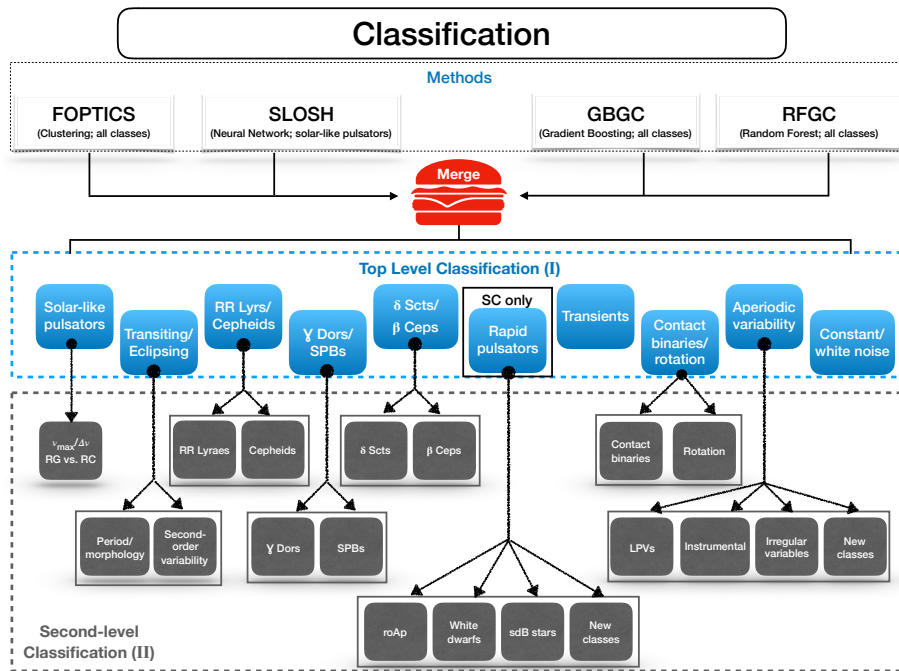 Classification
Methods
FOPTICS
(Clustering; all classes)
SLOSH
(Neural Network; solar-like pulsators)
GBGC
(Gradient Boosting; all classes)
RFGC
(Random Forest; all classes)
Merge
Top Level Classification (I)
Solar-like
pulsators
Transiting/
Eclipsing
RR Lyrs/
Cepheids
Ɣ Dors/
SPBs
δ Scts/
β Ceps
SC only
Rapid
pulsators
Transients
Contact
binaries/
rotation
Aperiodic
variability
Constant/
white noise
νmax/Δν
RG vs. RC
RR Lyraes
Cepheids
δ Scts
β Ceps
Contact
binaries
Rotation
Period/
morphology
Second-
order
variability
Ɣ Dors
SPBs
LPVs
Instrumental
Irregular
variables
New
classes
roAp
White
dwarfs
sdB stars
New
classes
Second-level
Classification (II)